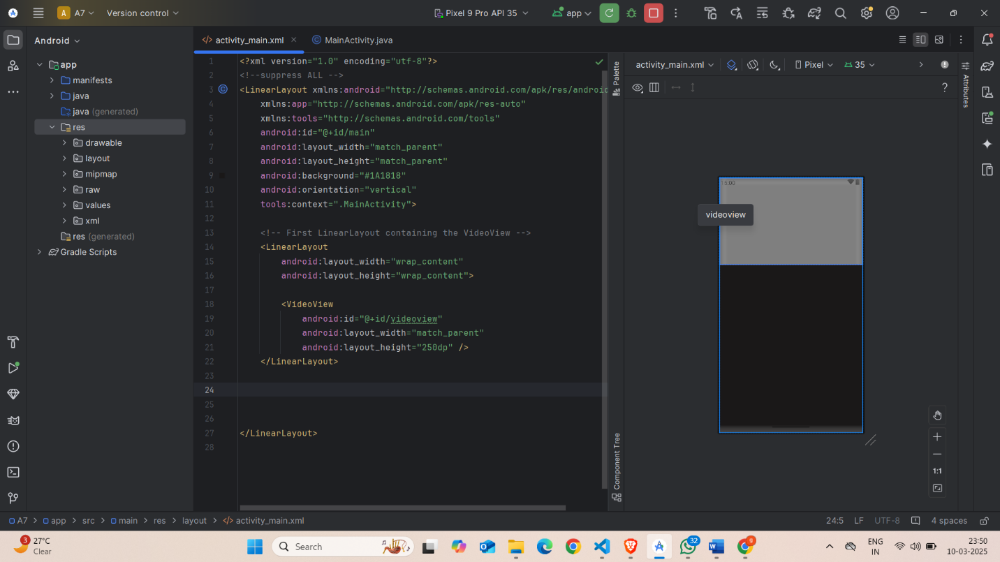 A A7 Version control Pixel 9 Pro API 35 app
Android
app
manifests
java
java (generated)
res
drawable
layout
mipmap
raw
values
xml
res (generated)
Gradle Scripts
activity_main.xml MainActivity.java
1 <?xml version="1.0" encoding="utf-8"?>
2 <!--suppress ALL -->
3 <LinearLayout xmlns:android="http://schemas.android.com/apk/res/android
4 xmlns:app="http://schemas.android.com/apk/res-auto"
5 xmlns:tools="http://schemas.android.com/tools"
6 android:id="@+id/main"
7 android:layout_width="match_parent"
8 android:layout_height="match_parent"
9 android:background="#1A1818"
10 android:orientation="vertical"
11 tools:context=".MainActivity">
12
13 <!-- First LinearLayout containing the VideoView -->
14 <LinearLayout
15 android:layout_width="wrap_content"
16 android:layout_height="wrap_content">
17
18 <VideoView
19 android:id="@+id/videoview"
20 android:layout_width="match_parent"
21 android:layout_height="250dp" />
22 </LinearLayout>
23
24
25
26
27 </LinearLayout>
28
Palette
Component Tree
activity_main.xml Pixel 35
?
Attributes
videoview
1:1
A7 app src main res layout activity_main.xml 24:5 LF UTF-8 4 spaces
3 27°C
Clear
Search
32
9
ENG
IN
23:50
10-03-2025